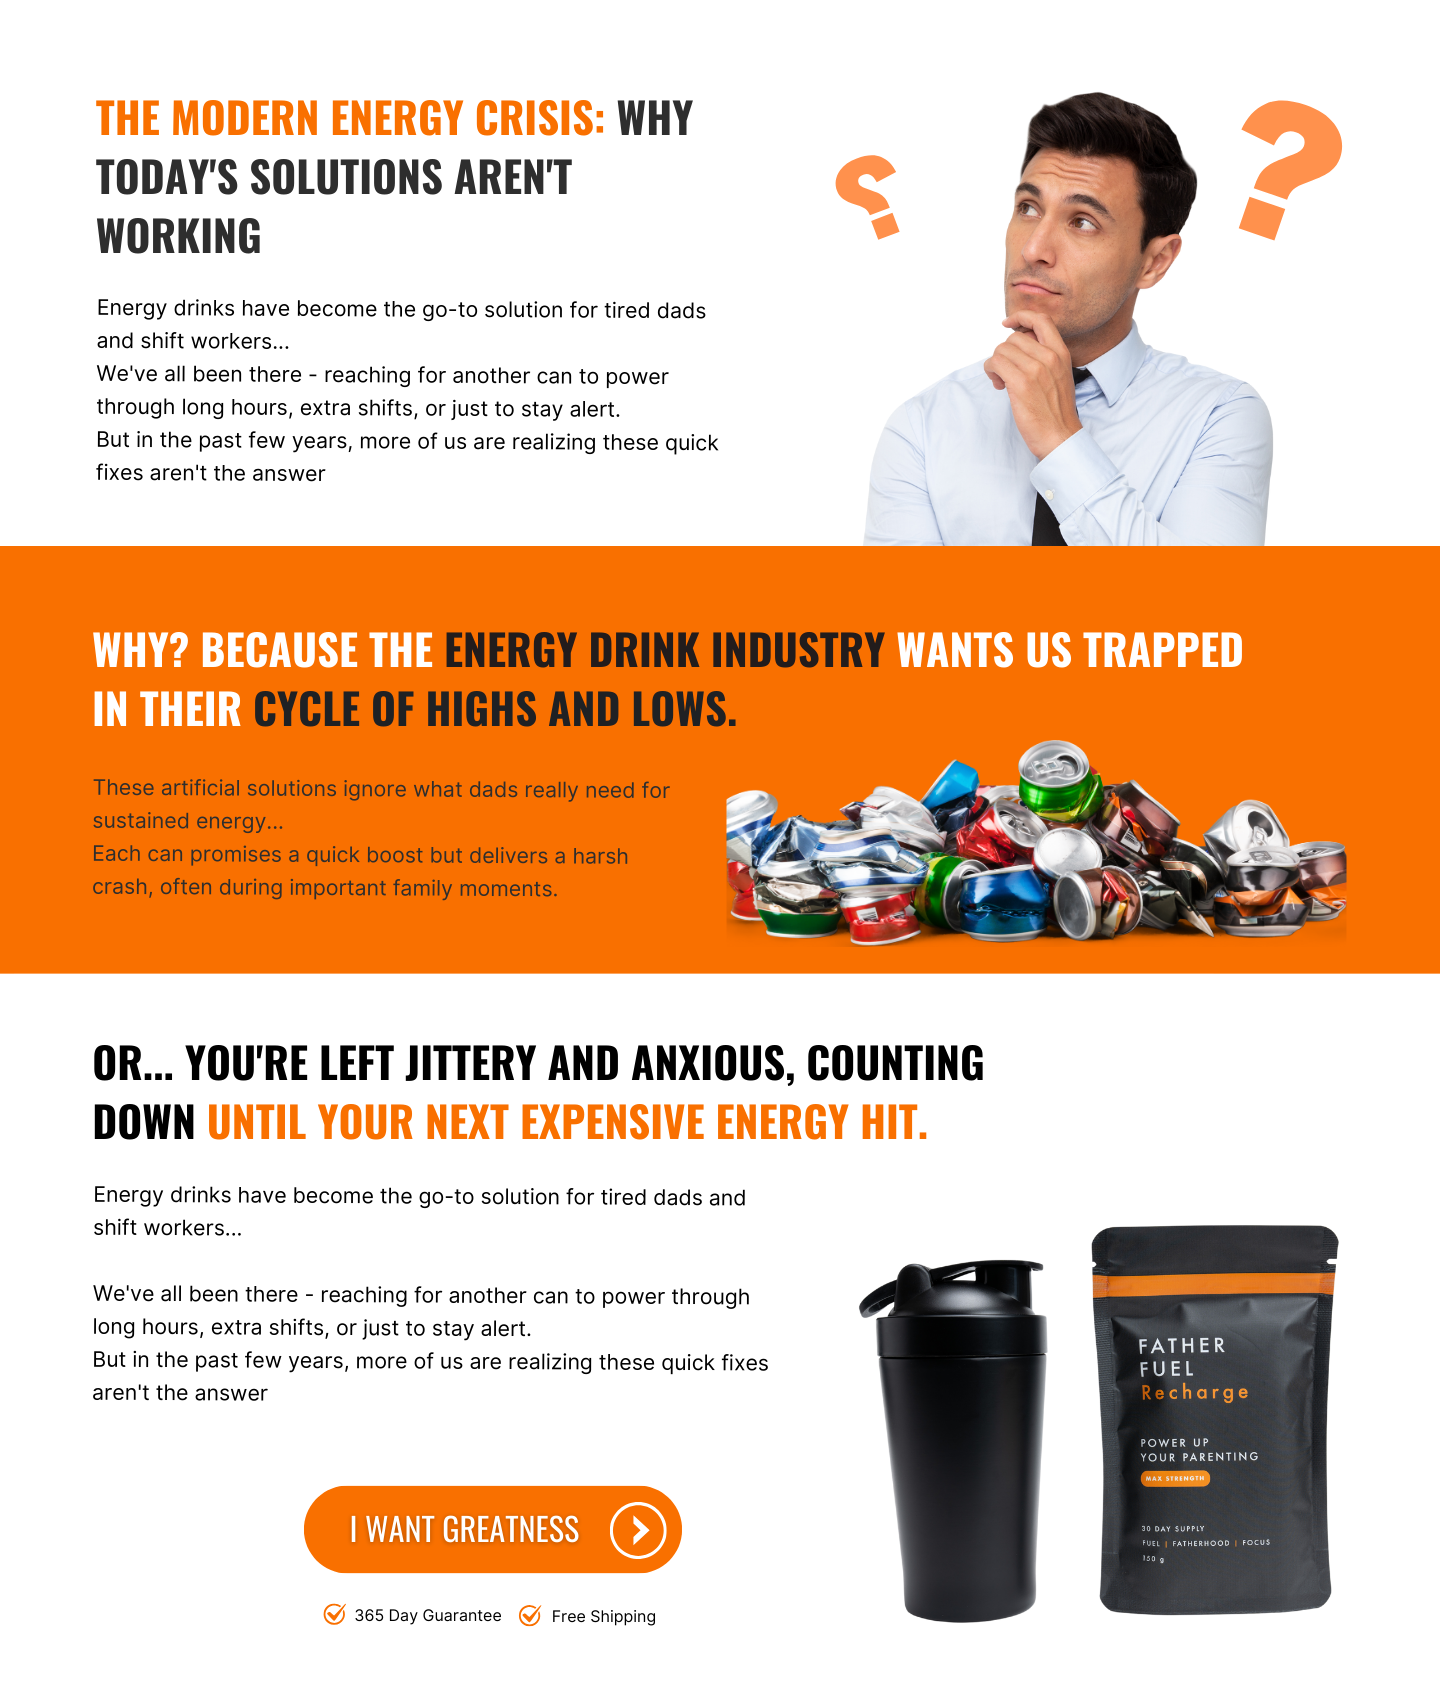 THE MODERN ENERGY CRISIS: WHY
TODAY'S SOLUTIONS AREN'T
WORKING
Energy drinks have become the go-to solution for tired dads
and shift workers...
We've all been there - reaching for another can to power
through long hours, extra shifts, or just to stay alert.
But in the past few years, more of us are realizing these quick
fixes aren't the answer
WHY? BECAUSE THE ENERGY DRINK INDUSTRY WANTS US TRAPPED
IN THEIR CYCLE OF HIGHS AND LOWS.
These artificial solutions ignore what dads really need for
sustained energy...
Each can promises a quick boost but delivers a harsh
crash, often during important family moments.
OR... YOU'RE LEFT JITTERY AND ANXIOUS, COUNTING
DOWN UNTIL YOUR NEXT EXPENSIVE ENERGY HIT.
Energy drinks have become the go-to solution for tired dads and
shift workers...
We've all been there - reaching for another can to power through
long hours, extra shifts, or just to stay alert.
But in the past few years, more of us are realizing these quick fixes
aren't the answer
I WANT GREATNESS
365 Day Guarantee Free Shipping
FATHER
FUEL
Recharge
POWER UP
YOUR PARENTING
MAX STRENGTH
30 DAY SUPPLY
FUEL | FATHERHOOD | FOCUS
150 g